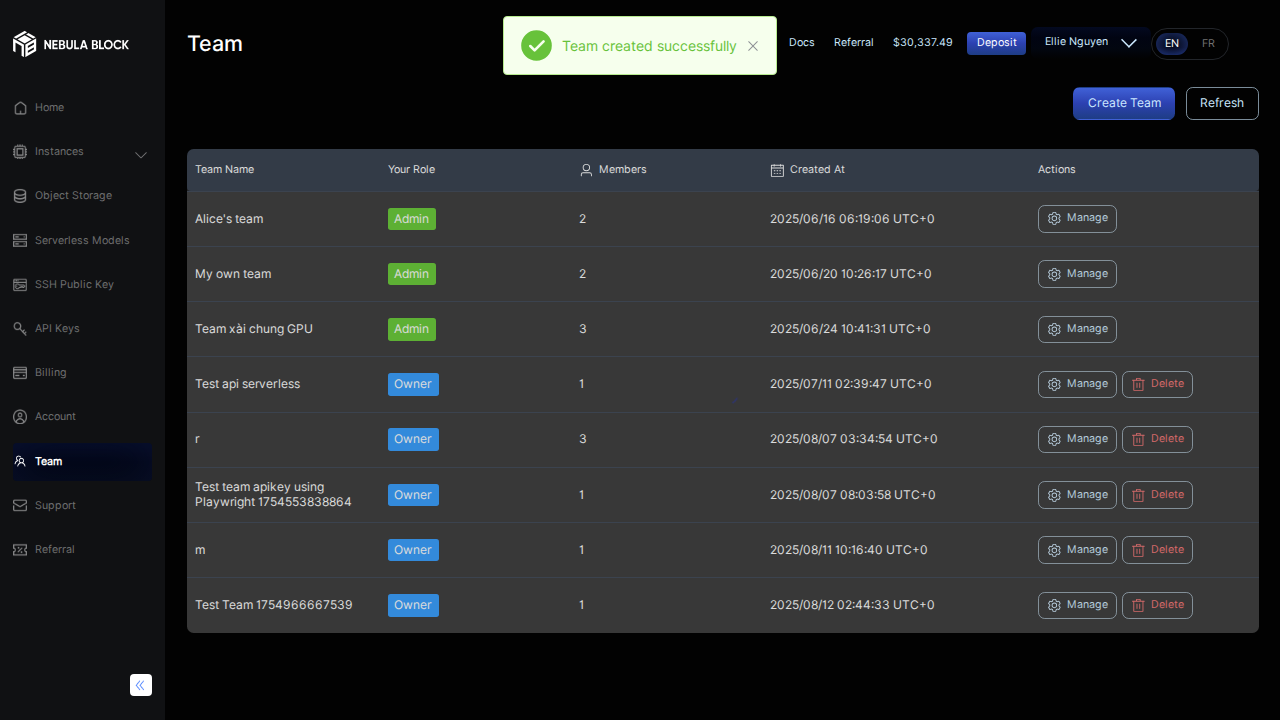 NEBULA BLOCK
Team
Team created successfully
Docs
Referral
$30,337.49
Deposit
Ellie Nguyen
EN
FR
Home
Instances
Object Storage
Serverless Models
SSH Public Key
API Keys
Billing
Account
Team
Support
Referral
Create Team
Refresh
Team Name Your Role Members Created At Actions
Alice's team Admin 2 2025/06/16 06:19:06 UTC+0 Manage
My own team Admin 2 2025/06/20 10:26:17 UTC+0 Manage
Team xài chung GPU Admin 3 2025/06/24 10:41:31 UTC+0 Manage
Test api serverless Owner 1 2025/07/11 02:39:47 UTC+0 Manage Delete
r Owner 3 2025/08/07 03:34:54 UTC+0 Manage Delete
Test team apikey using
Playwright 1754553838864 Owner 1 2025/08/07 08:03:58 UTC+0 Manage Delete
m Owner 1 2025/08/11 10:16:40 UTC+0 Manage Delete
Test Team 1754966667539 Owner 1 2025/08/12 02:44:33 UTC+0 Manage Delete